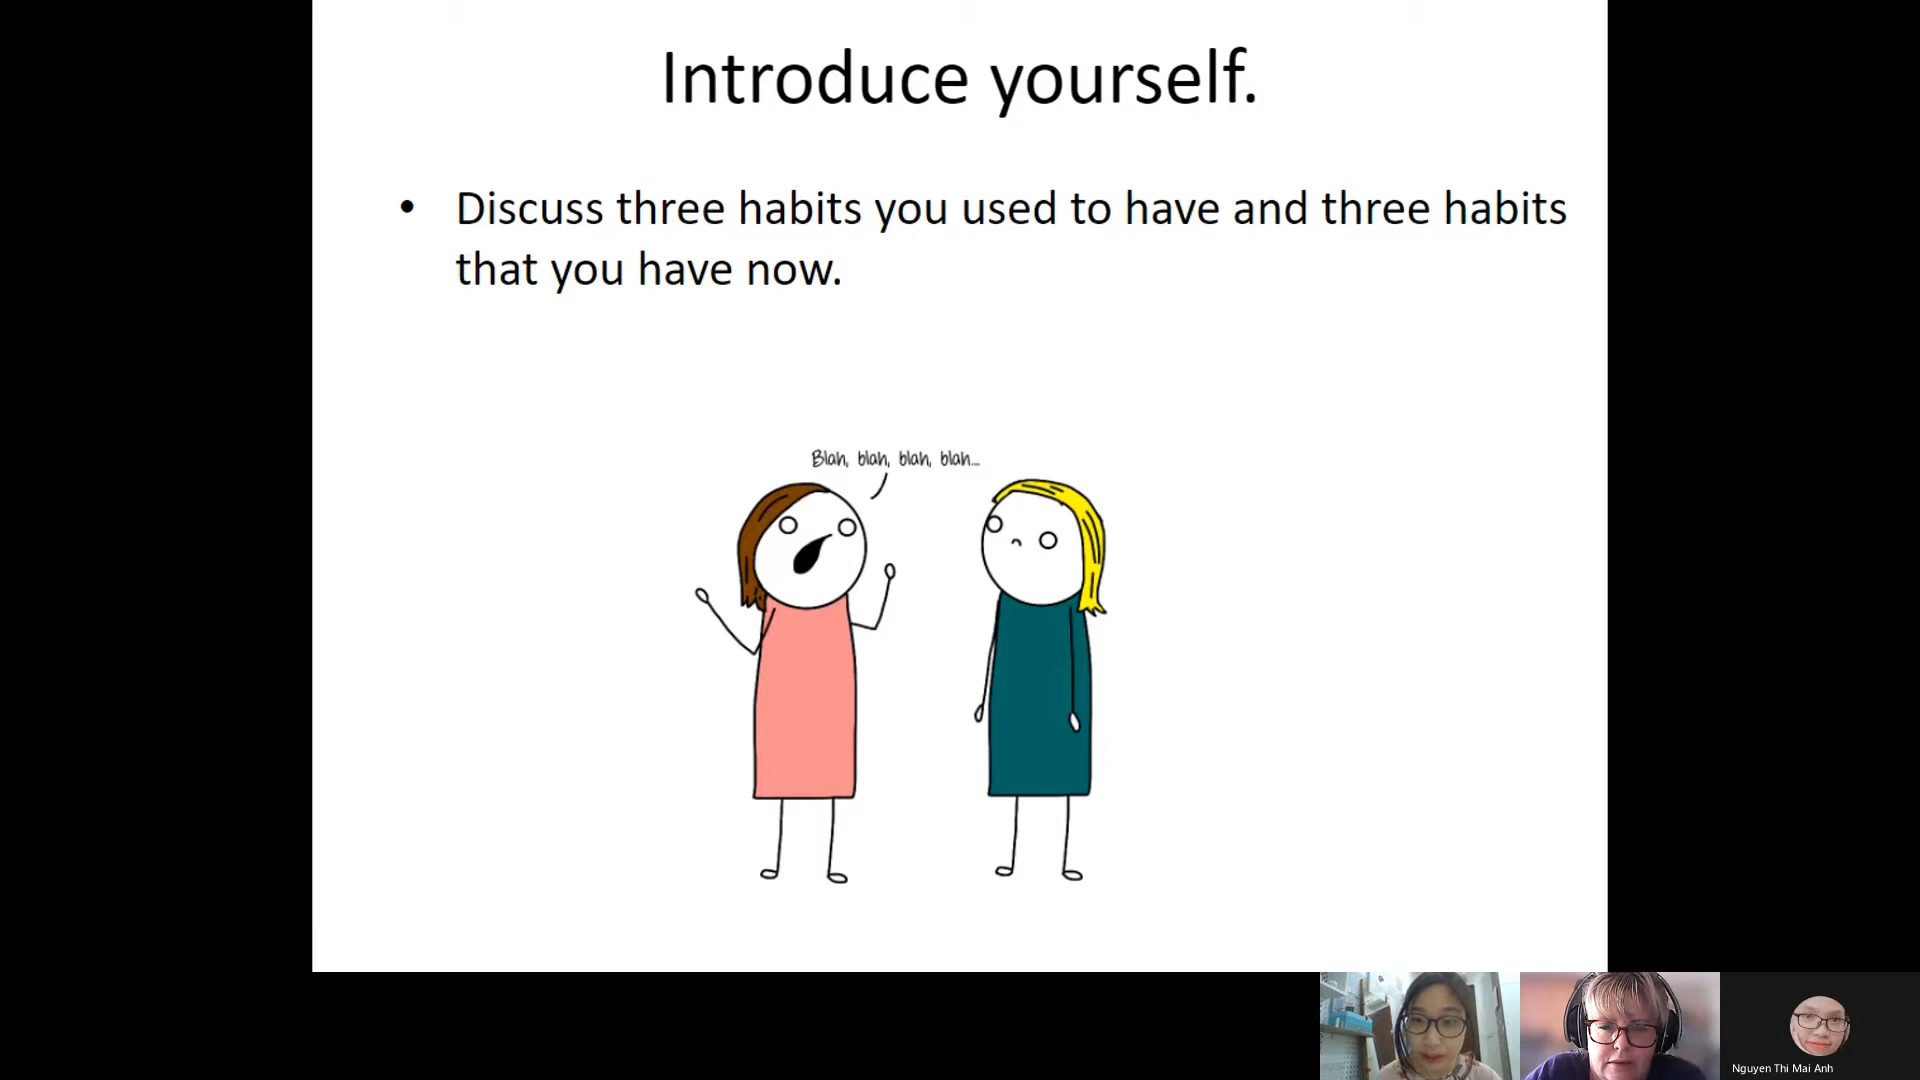 Introduce yourself.
• Discuss three habits you used to have and three habits
that you have now.
Blah, blah, blah, blah...
Nguyen Thi Mai Anh